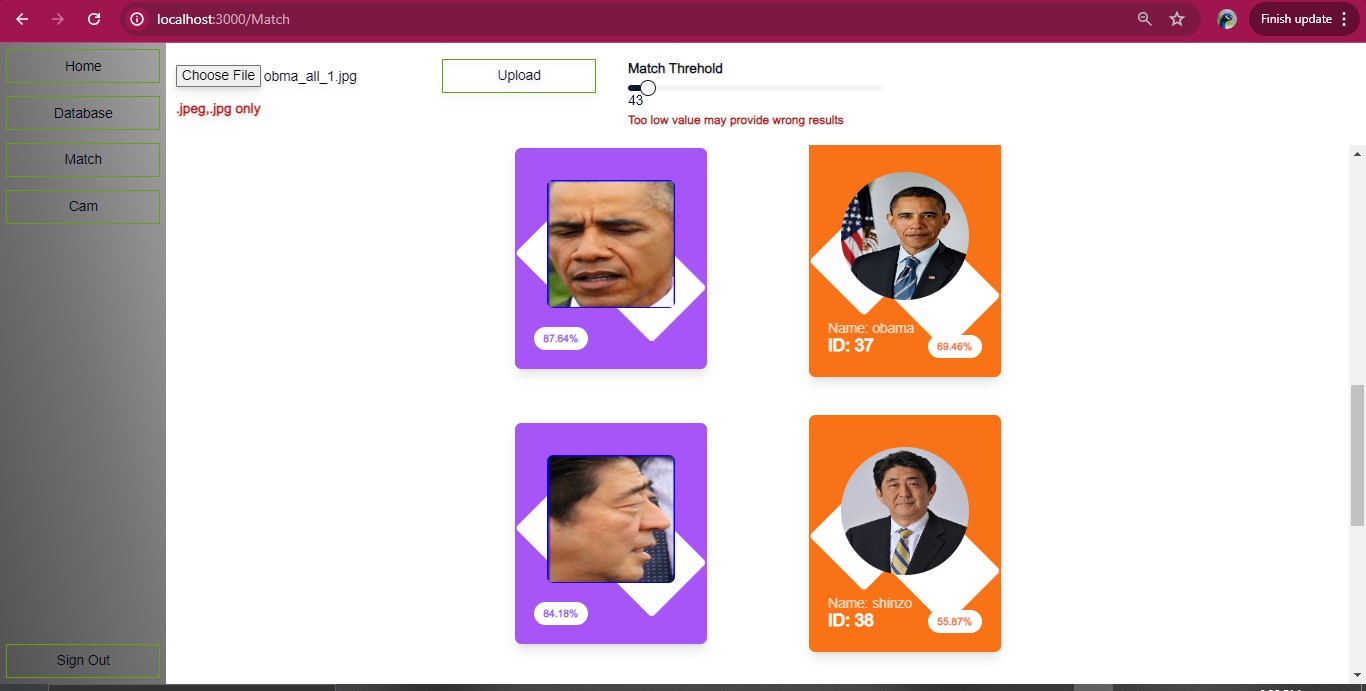 localhost:3000/Match
Finish update
Home
Database
Match
Cam
Sign Out
Choose File obma_all_1.jpg
.jpeg,.jpg only
Upload
Match Threhold
43
Too low value may provide wrong results
87.64%
Name: obama
ID: 37
69.46%
84.18%
Name: shinzo
ID: 38
55.87%